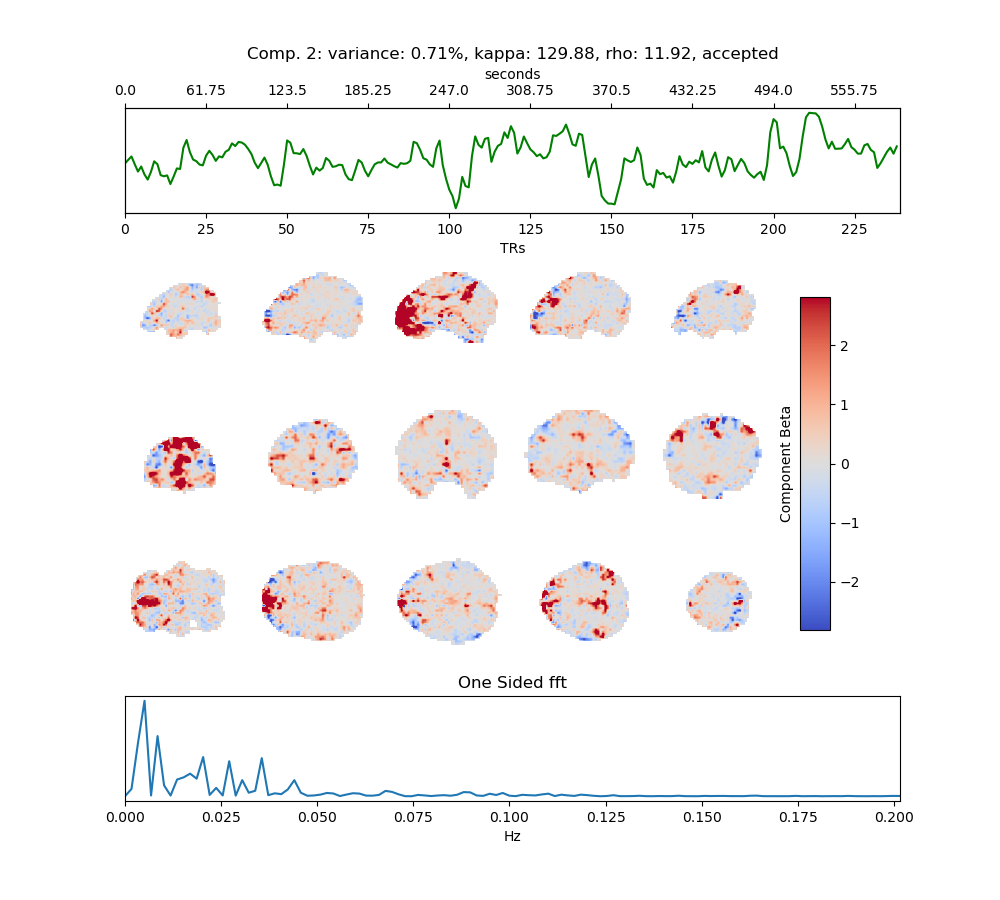 Comp. 2: variance: 0.71%, kappa: 129.88, rho: 11.92, accepted
seconds
0.0 61.75 123.5 185.25 247.0 308.75 370.5 432.25 494.0 555.75
0 25 50 75 100 125 150 175 200 225
TRs
2
1
0
−1
−2
Component Beta
One Sided fft
0.000 0.025 0.050 0.075 0.100 0.125 0.150 0.175 0.200
Hz